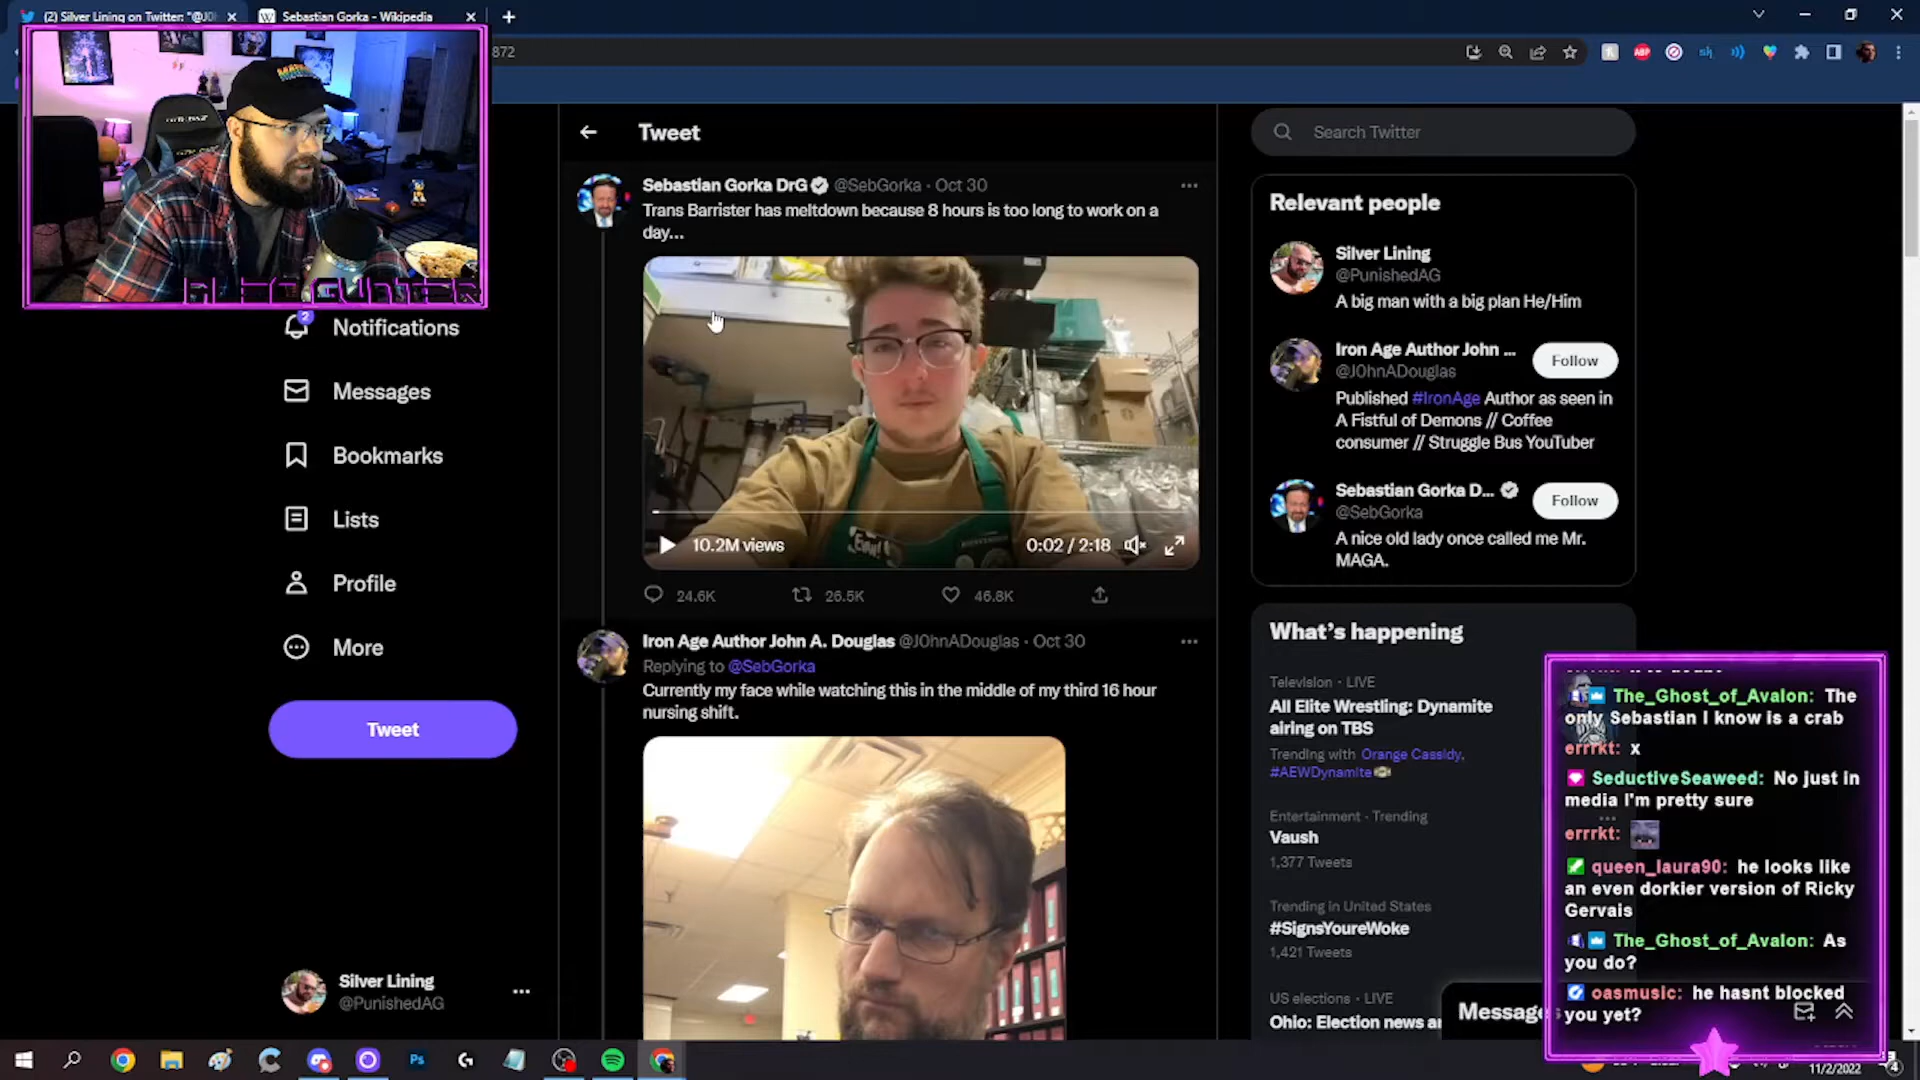 (2) Silver Lining on Twitter: "@J0h
Sebastian Gorka - Wikipedia
872
Tweet
Search Twitter
Sebastian Gorka DrG @SebGorka · Oct 30
Trans Barrister has meltdown because 8 hours is too long to work on a
day...
10.2M views
0:02 / 2:18
24.6K
26.5K
46.8K
Iron Age Author John A. Douglas @J0hnADouglas · Oct 30
Replying to @SebGorka
Currently my face while watching this in the middle of my third 16 hour
nursing shift.
2
Notifications
Messages
Bookmarks
Lists
Profile
More
Tweet
Silver Lining
@PunishedAG
Relevant people
Silver Lining
@PunishedAG
A big man with a big plan He/Him
Iron Age Author John ...
@J0hnADouglas
Follow
Published #IronAge Author as seen in
A Fistful of Demons // Coffee
consumer // Struggle Bus YouTuber
Sebastian Gorka D...
@SebGorka
Follow
A nice old lady once called me Mr.
MAGA.
What's happening
Television · LIVE
All Elite Wrestling: Dynamite
airing on TBS
Trending with Orange Cassidy,
#AEWDynamite
Entertainment · Trending
Vaush
1,377 Tweets
Trending in United States
#SignsYoureWoke
1,421 Tweets
US elections · LIVE
Ohio: Election news
Messages
The_Ghost_of_Avalon: The
only Sebastian I know is a crab
errrkt: x
SeductiveSeaweed: No just in
media I'm pretty sure
errrkt:
queen_laura90: he looks like
an even dorkier version of Ricky
Gervais
The_Ghost_of_Avalon: As
you do?
oasmusic: he hasnt blocked
you yet?
ABP
Ps
11/2/2022
4